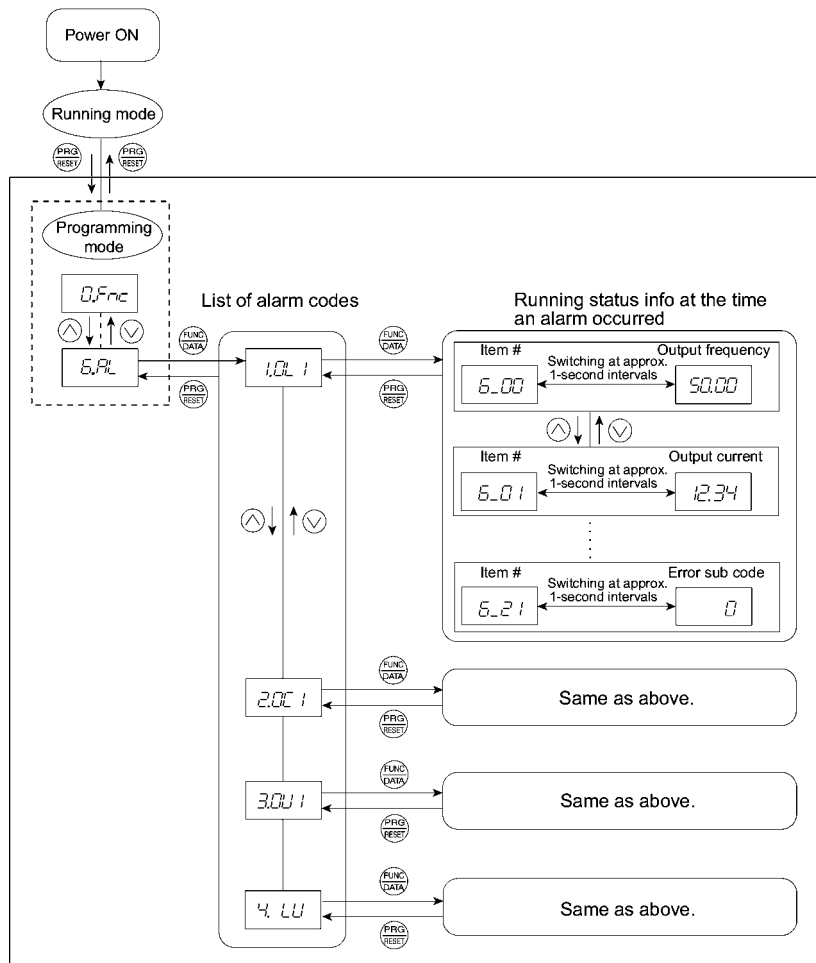 Power ON
Running mode
PRG
RESET
PRG
RESET
Programming
mode
0.Fnc
6.AL
FUNC
DATA
PRG
RESET
List of alarm codes
1.OL1
FUNC
DATA
PRG
RESET
Running status info at the time
an alarm occurred
Item #
Output frequency
Switching at approx.
1-second intervals
6_00
50.00
Item #
Output current
Switching at approx.
1-second intervals
6_01
12.34
Item #
Error sub code
Switching at approx.
1-second intervals
6_21
0
FUNC
DATA
2.OC1
PRG
RESET
Same as above.
FUNC
DATA
3.OU1
PRG
RESET
Same as above.
FUNC
DATA
4. LU
PRG
RESET
Same as above.